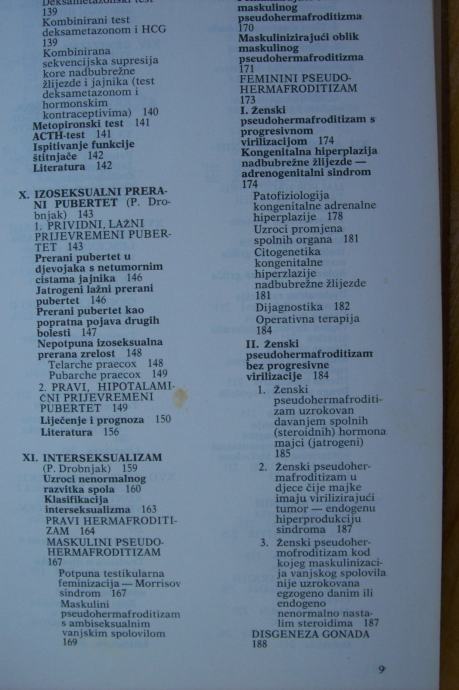 Deksametazonski test
139
Kombinirani test
deksametazonom i HCG
139
Kombinirana
sekvencijska supresija
kore nadbubrežne
žlijezde i jajnika (test
deksametazonom i
hormonskim
kontraceptivima) 140
Metopironski test 141
ACTH-test 141
Ispitivanje funkcije
štitnjače 142
Literatura 142
X. IZOSEKSUALNI PRERA-
NI PUBERTET (P. Dro-
bnjak) 143
1. PRIVIDNI, LAŽNI
PRIJEVREMENI PUBER-
TET 143
Prerani pubertet u
djevojaka s netumornim
cistama jajnika 146
Jatrogeni lažni prerani
pubertet 146
Prerani pubertet kao
popratna pojava drugih
bolesti 147
Nepotpuna izoseksualna
prerana zrelost 148
Telarche praecox 148
Pubarche praecox 149
2. PRAVI, HIPOTALAMI-
ČNI PRIJEVREMENI
PUBERTET 149
Liječenje i prognoza 150
Literatura 156
XI. INTERSEKSUALIZAM
(P. Drobnjak) 159
Uzroci nenormalnog
razvitka spola 160
Klasifikacija
interseksualizma 163
PRAVI HERMAFRODITI-
ZAM 164
MASKULINI PSEUDO-
HERMAFRODITIZAM
167
Potpuna testikularna
feminizacija — Morrisov
sindrom 167
Maskulini
pseudohermafroditizam
s ambiseksualnim
vanjskim spolovilom
169
maskulinog
pseudohermafroditizma
170
Maskulinizirajući oblik
maskulinog
pseudohermafroditizma
171
FEMININI PSEUDO-
HERMAFRODITIZAM
173
I. Ženski
pseudohermafroditizam s
progresivnom
virilizacijom 174
Kongenitalna hiperplazija
nadbubrežne žlijezde —
adrenogenitalni sindrom
174
Patofiziologija
kongenitalne adrenalne
hiperplazije 178
Uzroci promjena
spolnih organa 181
Citogenetika
kongenitalne
hiperzlazije
nadbubrežne žlijezde
181
Dijagnostika 182
Operativna terapija
184
II. Ženski
pseudohermafroditizam
bez progresivne
virilizacije 184
1. Ženski
pseudohermafroditi-
zam uzrokovan
davanjem spolnih
(steroidnih) hormona
majci (jatrogeni)
185
2. Ženski pseudoher-
mafroditizam u
djece čije majke
imaju virilizirajući
tumor — endogenu
hiperprodukciju
sindroma 187
3. Ženski pseudoher-
mofroditizam kod
kojeg maskulinizaci-
ja vanjskog spolovila
nije uzrokovana
egzogeno danim ili
endogeno
nenormalno nasta-
lim steroidima 187
DISGENEZA GONADA
188
9